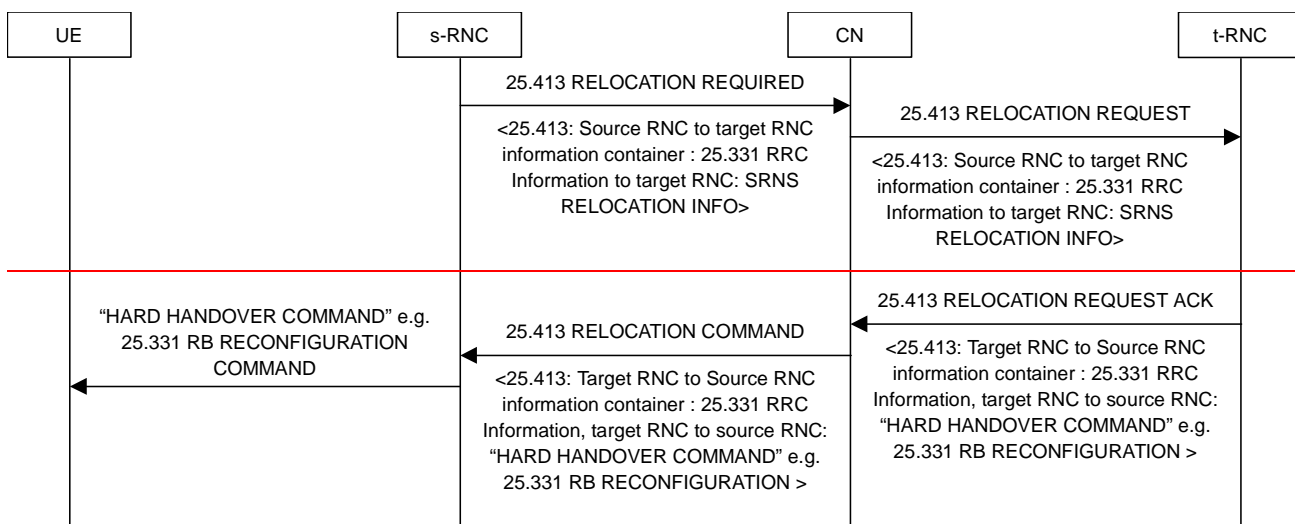 UE
s-RNC
CN
t-RNC
25.413 RELOCATION REQUIRED
<25.413: Source RNC to target RNC
information container : 25.331 RRC
Information to target RNC: SRNS
RELOCATION INFO>
25.413 RELOCATION REQUEST
<25.413: Source RNC to target RNC
information container : 25.331 RRC
Information to target RNC: SRNS
RELOCATION INFO>
25.413 RELOCATION REQUEST ACK
<25.413: Target RNC to Source RNC
information container : 25.331 RRC
Information, target RNC to source RNC:
“HARD HANDOVER COMMAND” e.g.
25.331 RB RECONFIGURATION >
25.413 RELOCATION COMMAND
<25.413: Target RNC to Source RNC
information container : 25.331 RRC
Information, target RNC to source RNC:
“HARD HANDOVER COMMAND” e.g.
25.331 RB RECONFIGURATION >
“HARD HANDOVER COMMAND” e.g.
25.331 RB RECONFIGURATION
COMMAND